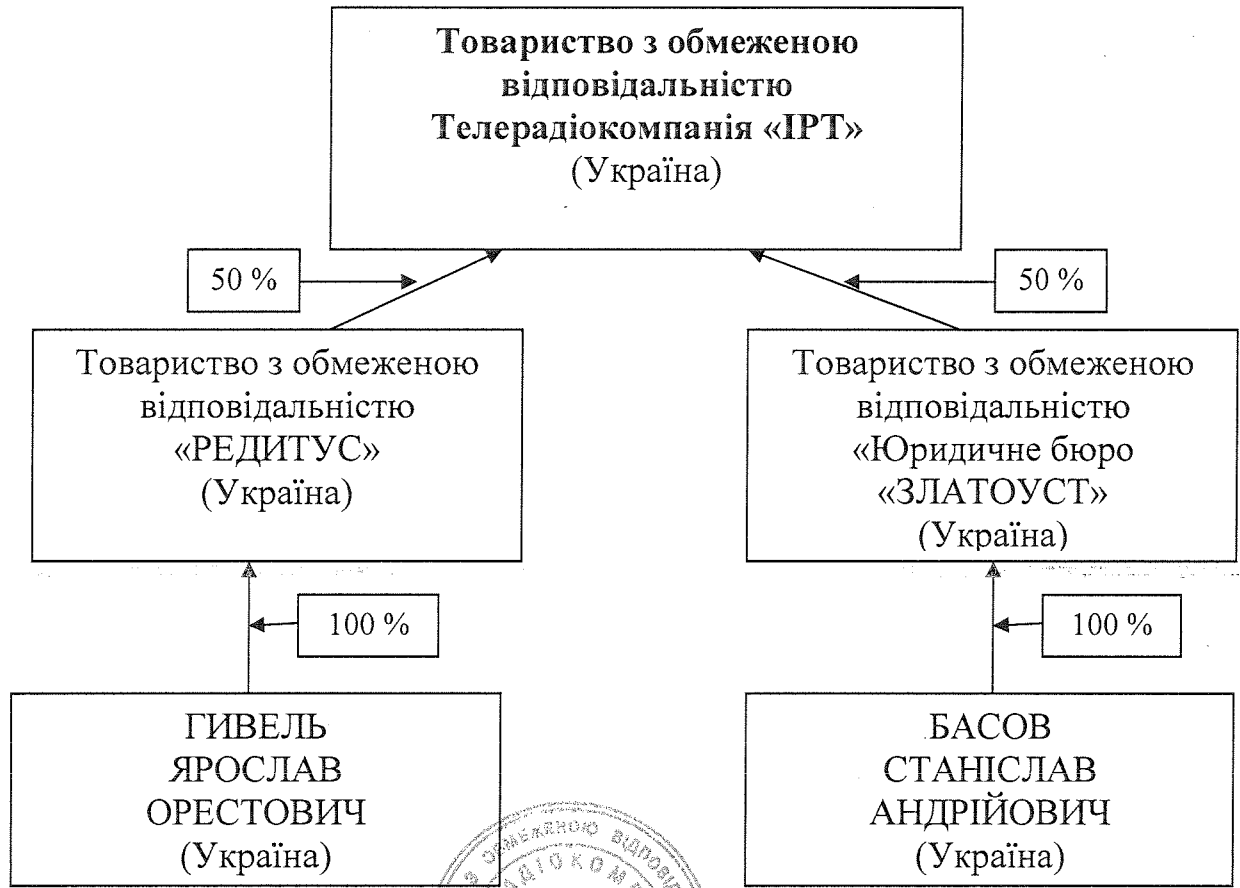 Товариство з обмеженою
відповідальністю
Телерадіокомпанія «ІРТ»
(Україна)
50 %
50 %
Товариство з обмеженою
відповідальністю
«РЕДИТУС»
(Україна)
Товариство з обмеженою
відповідальністю
«Юридичне бюро
«ЗЛАТОУСТ»
(Україна)
100 %
100 %
ГИВЕЛЬ
ЯРОСЛАВ
ОРЕСТОВИЧ
(Україна)
БАСОВ
СТАНІСЛАВ
АНДРІЙОВИЧ
(Україна)
З ОБМЕЖЕНОЮ